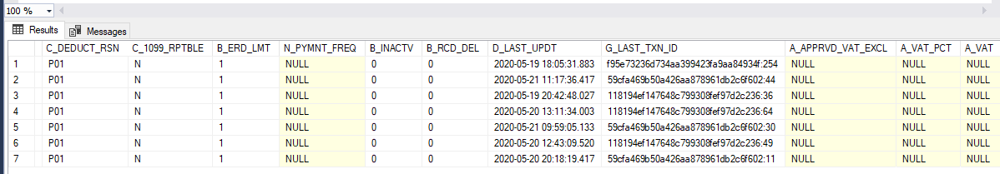 100 %
Results Messages
C_DEDUCT_RSN C_1099_RPTBLE B_ERD_LMT N_PYMNT_FREQ B_INACTV B_RCD_DEL D_LAST_UPDT G_LAST_TXN_ID A_APPRVD_VAT_EXCL A_VAT_PCT A_VAT
1 P01 N 1 NULL 0 0 2020-05-19 18:05:31.883 f95e73236d734aa399423fa9aa84934f:254 NULL NULL NULL
2 P01 N 1 NULL 0 0 2020-05-21 11:17:36.417 59cfa469b50a426aa878961db2c6f602:44 NULL NULL NULL
3 P01 N 1 NULL 0 0 2020-05-19 20:42:48.027 118194ef147648c799308fef97d2c236:36 NULL NULL NULL
4 P01 N 1 NULL 0 0 2020-05-20 13:11:34.003 118194ef147648c799308fef97d2c236:64 NULL NULL NULL
5 P01 N 1 NULL 0 0 2020-05-21 09:59:05.133 59cfa469b50a426aa878961db2c6f602:30 NULL NULL NULL
6 P01 N 1 NULL 0 0 2020-05-20 12:43:09.520 118194ef147648c799308fef97d2c236:49 NULL NULL NULL
7 P01 N 1 NULL 0 0 2020-05-20 20:18:19.417 59cfa469b50a426aa878961db2c6f602:11 NULL NULL NULL